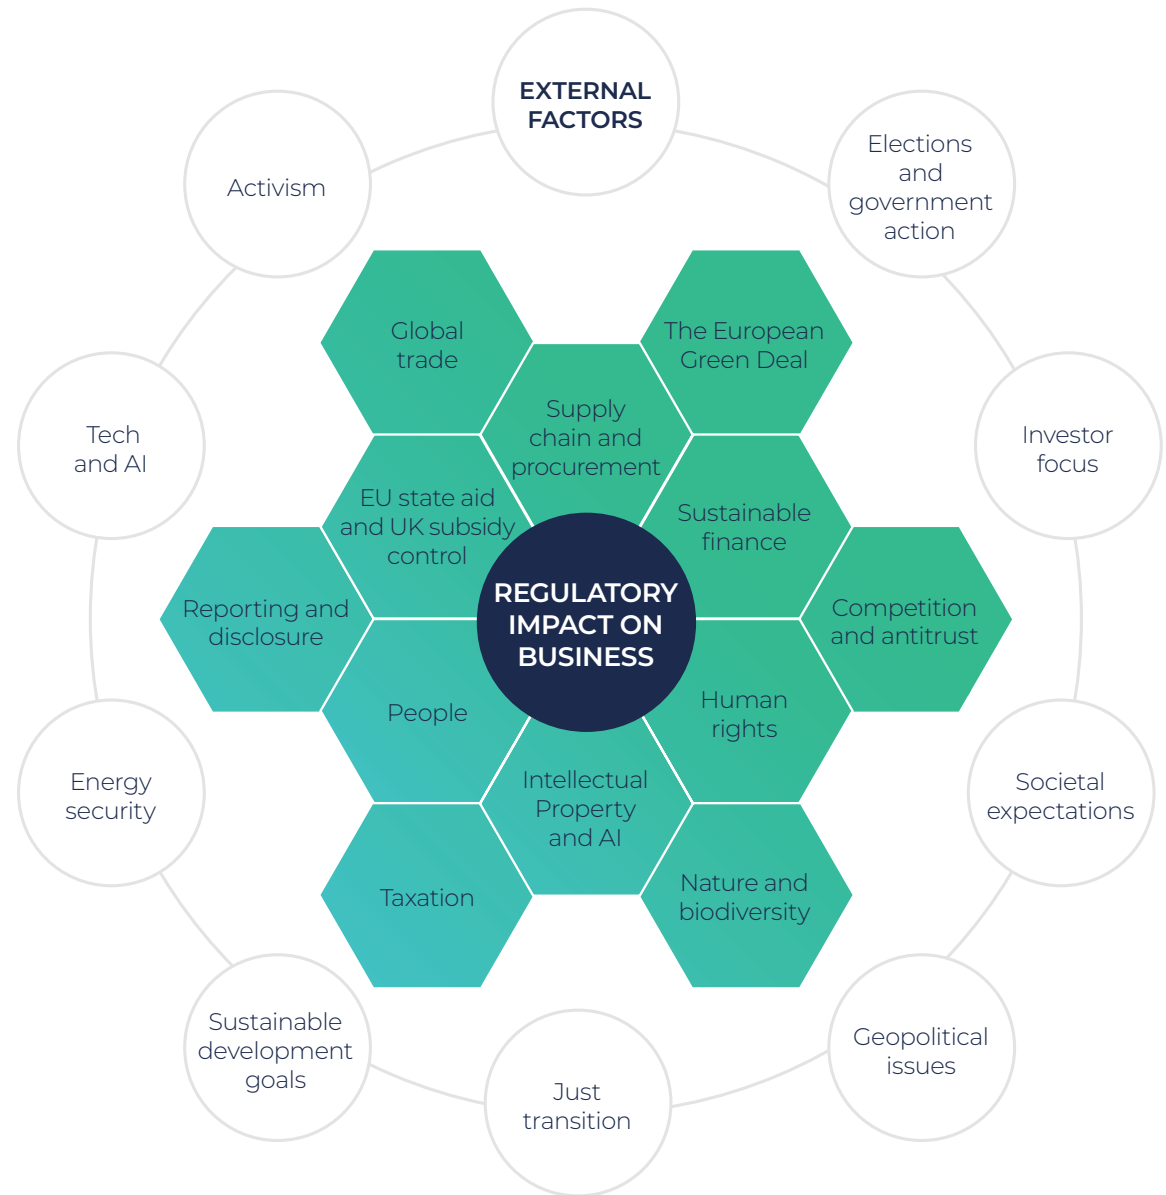 EXTERNAL
FACTORS
Elections
and
government
action
Activism
Global
trade
The European
Green Deal
Supply
chain and
procurement
Tech
and AI
Investor
focus
EU state aid
and UK subsidy
control
Sustainable
finance
REGULATORY
IMPACT ON
BUSINESS
Reporting and
disclosure
Competition
and antitrust
People
Human
rights
Energy
security
Intellectual
Property
and AI
Societal
expectations
Taxation
Nature and
biodiversity
Sustainable
development
goals
Just
transition
Geopolitical
issues